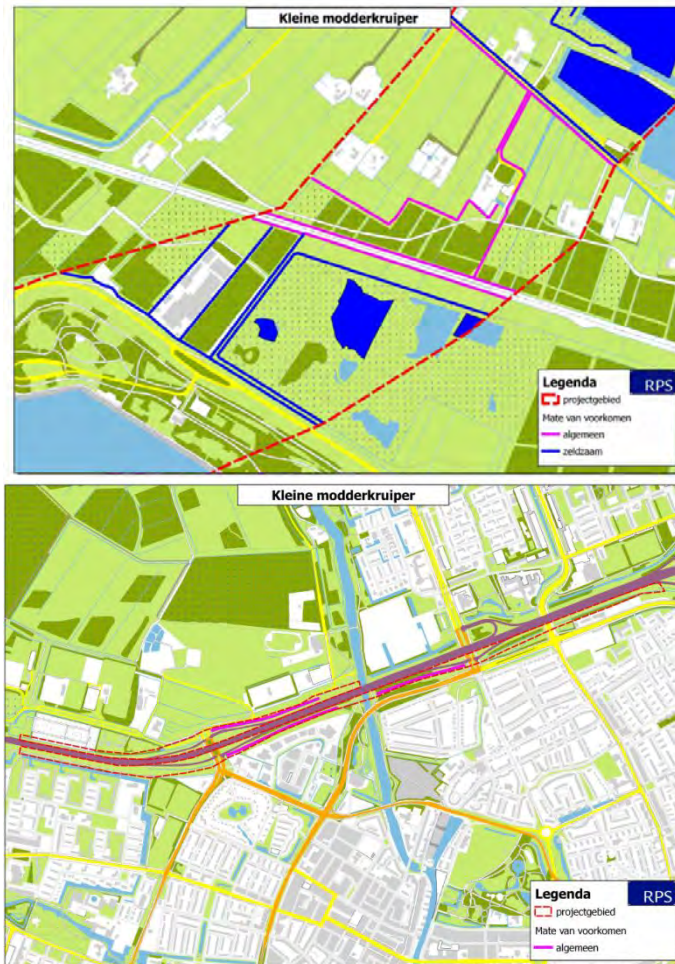 Kleine modderkruiper
Legenda
RPS
projectgebied
Mate van voorkomen
algemeen
zeldzaam
Kleine modderkruiper
Legenda
RPS
projectgebied
Mate van voorkomen
algemeen